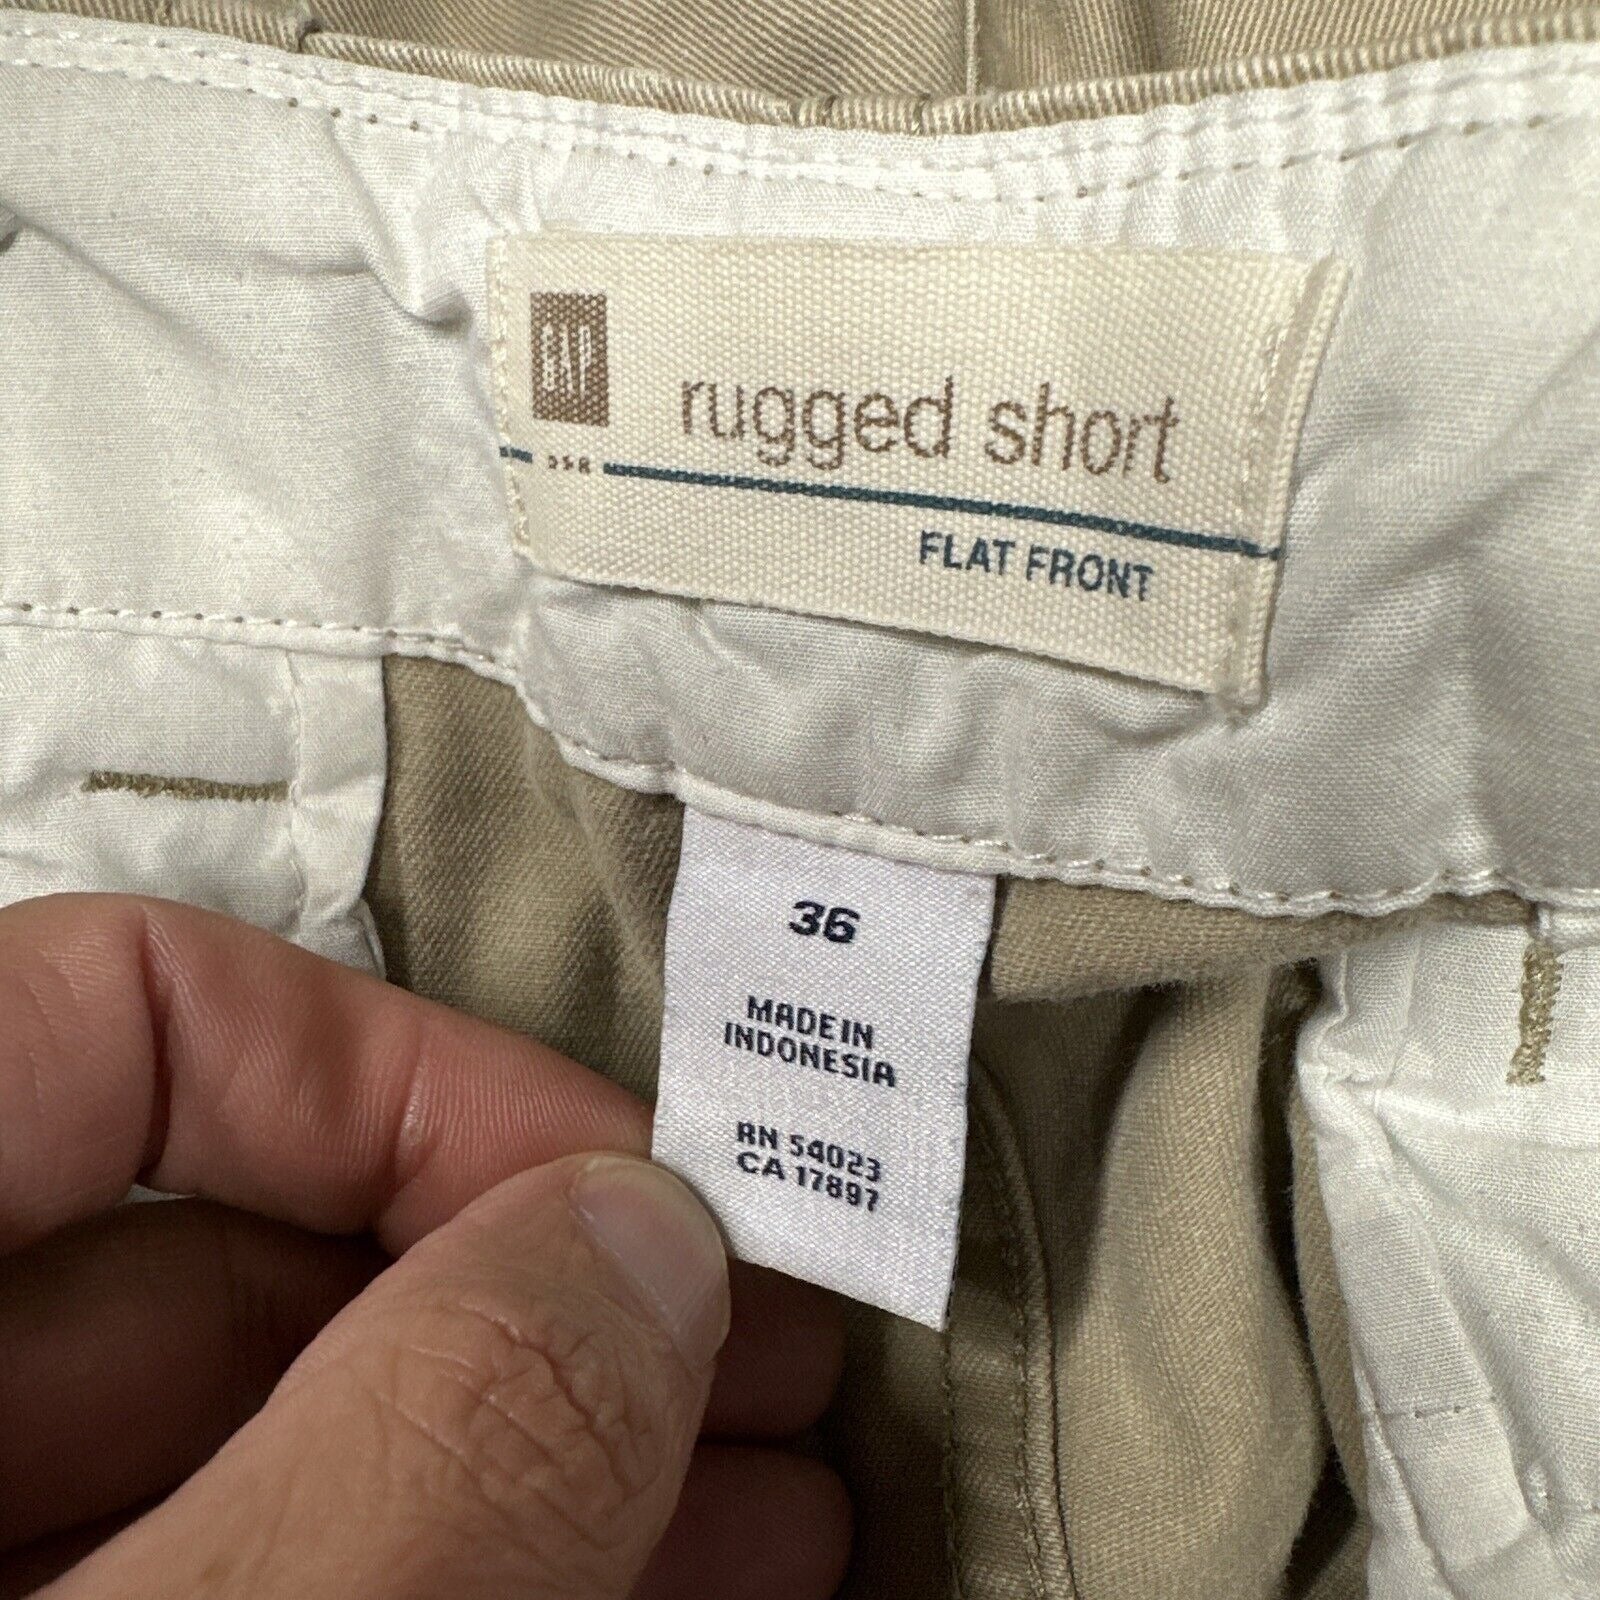 GAP
rugged short
FLAT FRONT
36
MADE IN
INDONESIA
RN 54023
CA 17897